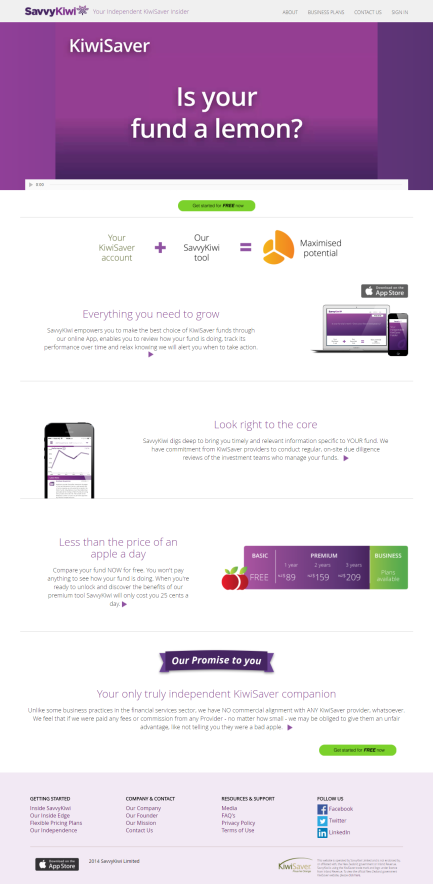 SavvyKiwi Your Independent KiwiSaver Insider
ABOUT BUSINESS PLANS CONTACT US SIGN IN
KiwiSaver
Is your
fund a lemon?
0:00
Get started for FREE now
Your
KiwiSaver
account
+
Our
SavvyKiwi
tool
=
Maximised
potential
Download on the
App Store
Everything you need to grow
SavvyKiwi empowers you to make the best choice of KiwiSaver funds through
our online App, enables you to review how your fund is doing, track its
performance over time and relax knowing we will alert you when to take action.
Look right to the core
SavvyKiwi digs deep to bring you timely and relevant information specific to YOUR fund. We
have commitment from KiwiSaver providers to conduct regular, on-site due diligence
reviews of the investment teams who manage your funds.
Less than the price of an
apple a day
Compare your fund NOW for free. You won't pay
anything to see how your fund is doing. When you're
ready to unlock and discover the benefits of our
premium tool SavvyKiwi will only cost you 25 cents a
day.
BASIC PREMIUM BUSINESS
1 year 2 years 3 years
FREE NZ$89 NZ$159 NZ$209
Plans
available
Our Promise to you
Your only truly independent KiwiSaver companion
Unlike some business practices in the financial services sector, we have NO commercial alignment with ANY KiwiSaver provider, whatsoever.
We feel that if we were paid any fees or commission from any Provider - no matter how small - we may be obliged to give them an unfair
advantage, like not telling you they were a bad apple.
Get started for FREE now
GETTING STARTED
Inside SavvyKiwi
Our Inside Edge
Flexible Pricing Plans
Our Independence
COMPANY & CONTACT
Our Company
Our Founder
Our Mission
Contact Us
RESOURCES & SUPPORT
Media
FAQ's
Privacy Policy
Terms of Use
FOLLOW US
Facebook
Twitter
LinkedIn
Download on the
App Store
2014 SavvyKiwi Limited
KiwiSaver